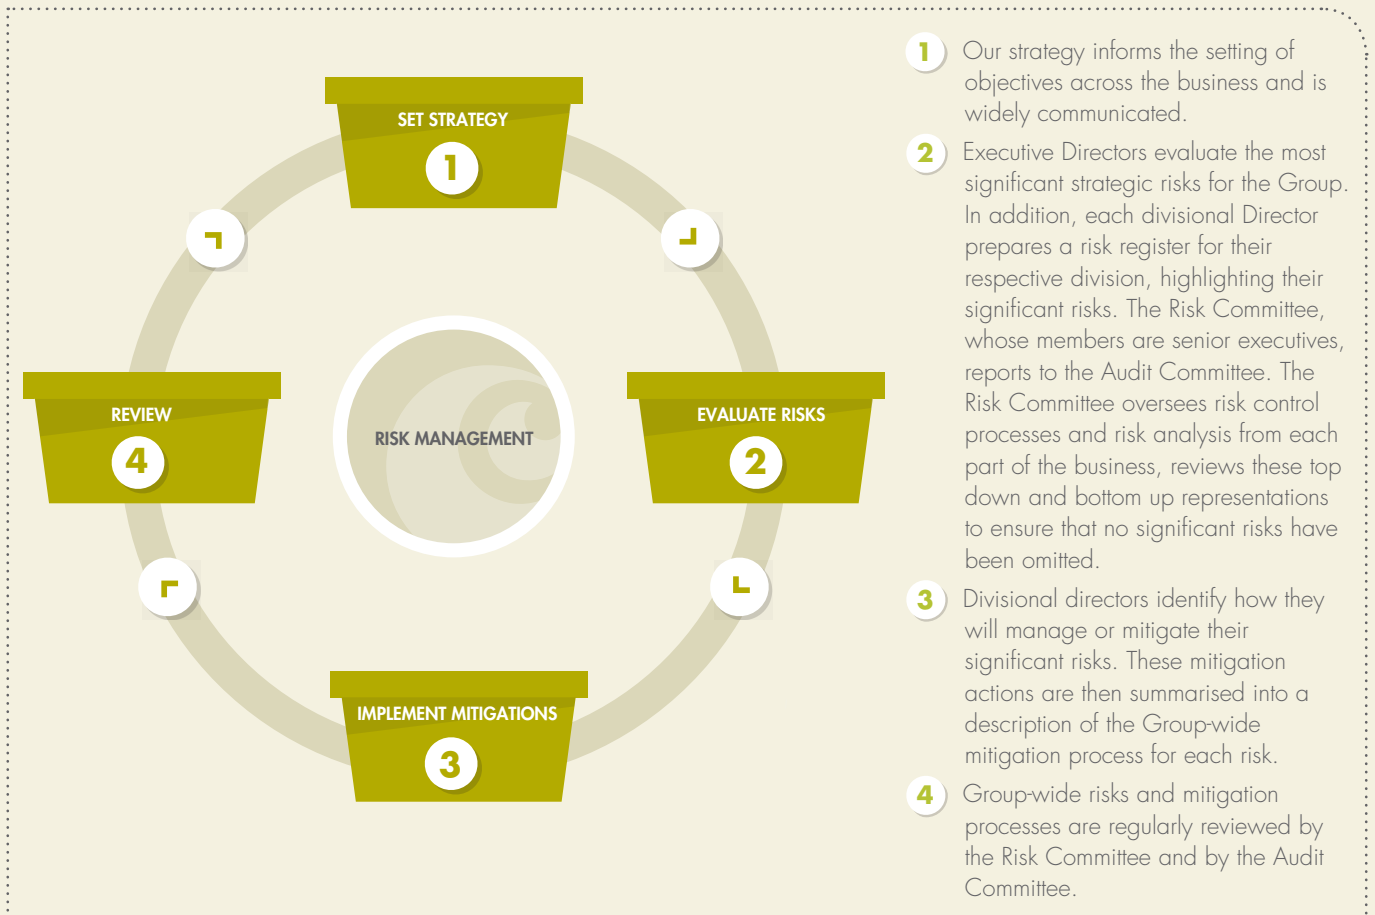 SET STRATEGY
1
REVIEW
4
RISK MANAGEMENT
EVALUATE RISKS
2
IMPLEMENT MITIGATIONS
3
1 Our strategy informs the setting of
objectives across the business and is
widely communicated.
2 Executive Directors evaluate the most
significant strategic risks for the Group.
In addition, each divisional Director
prepares a risk register for their
respective division, highlighting their
significant risks. The Risk Committee,
whose members are senior executives,
reports to the Audit Committee. The
Risk Committee oversees risk control
processes and risk analysis from each
part of the business, reviews these top
down and bottom up representations
to ensure that no significant risks have
been omitted.
3 Divisional directors identify how they
will manage or mitigate their
significant risks. These mitigation
actions are then summarised into a
description of the Group-wide
mitigation process for each risk.
4 Group-wide risks and mitigation
processes are regularly reviewed by
the Risk Committee and by the Audit
Committee.